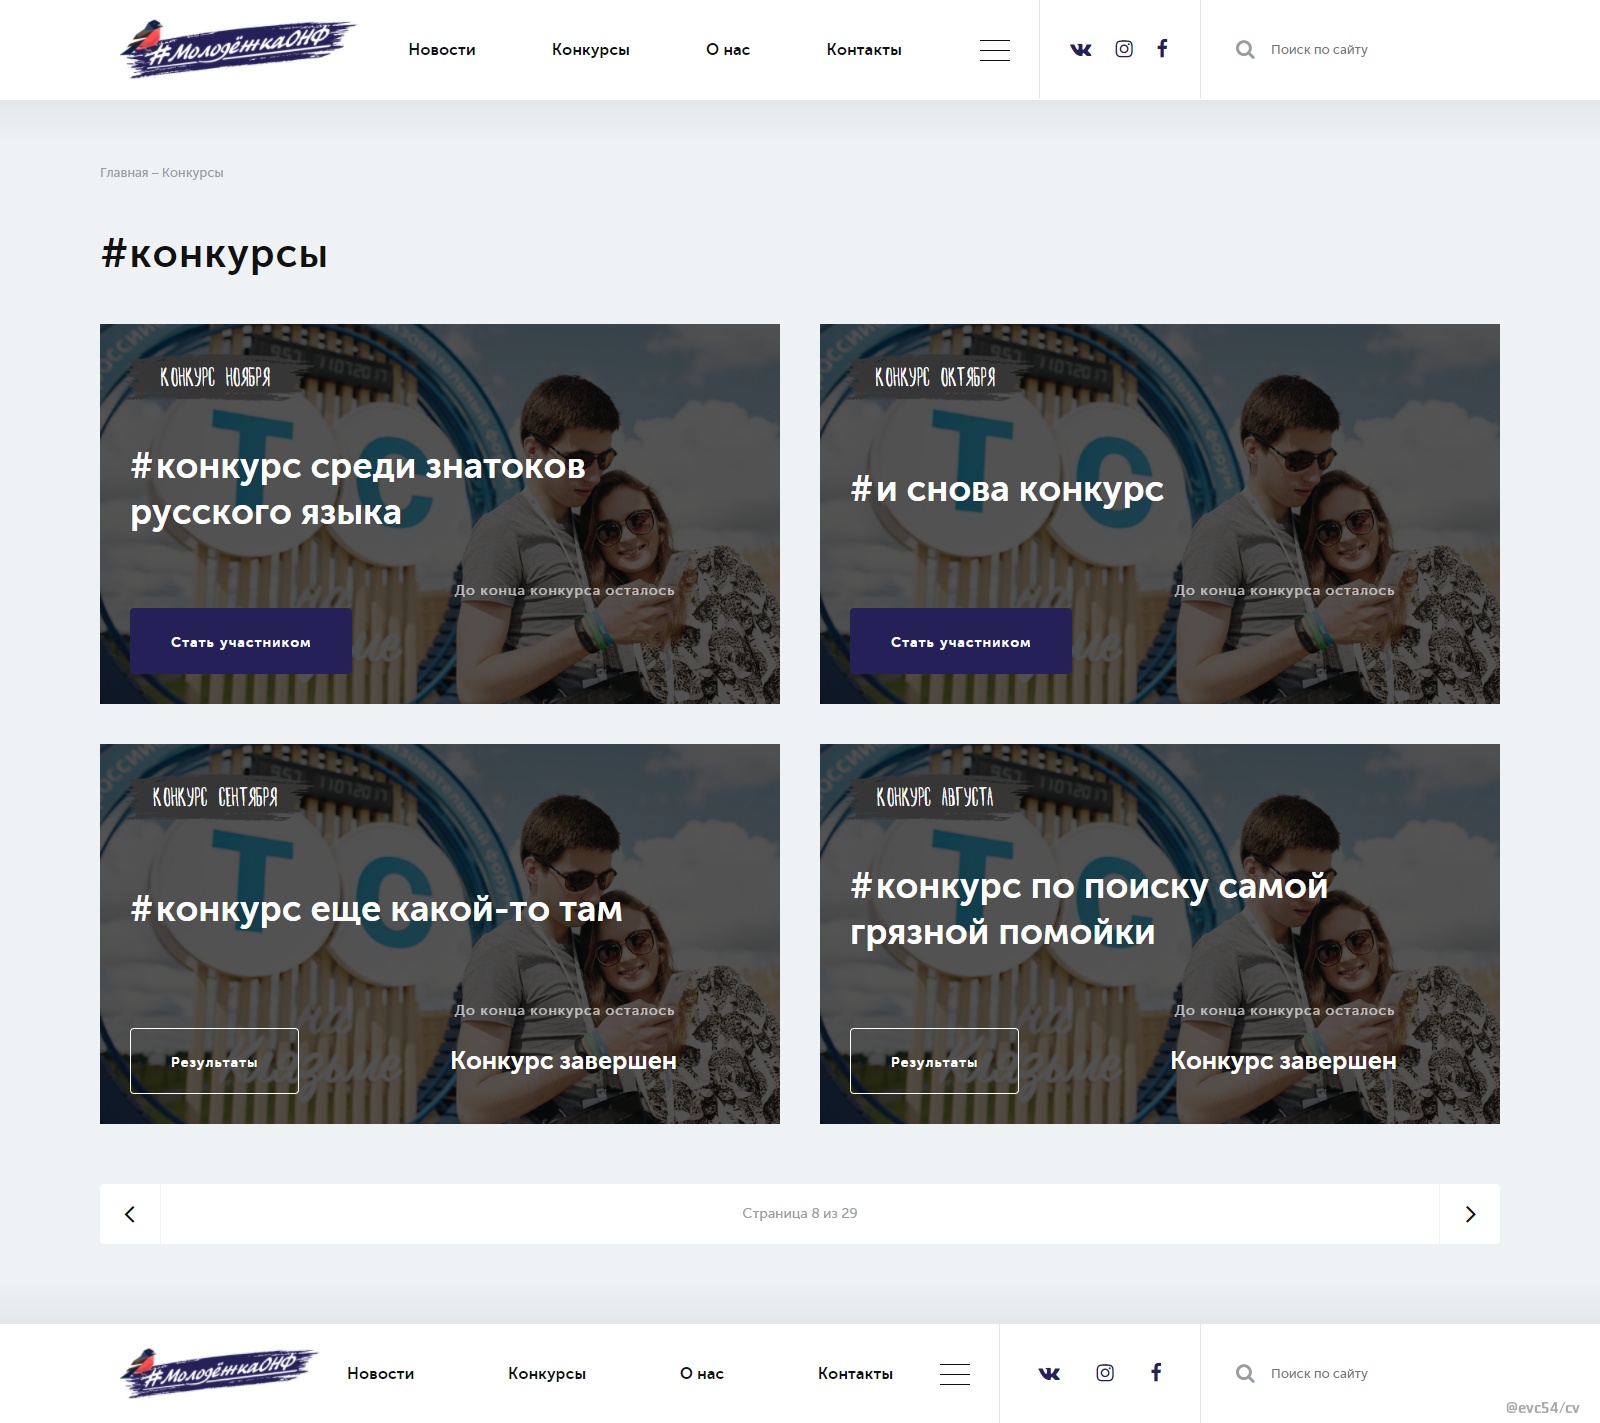 #МолодёжкаОНФ
Новости
Конкурсы
О нас
Контакты
Поиск по сайту
Главная – Конкурсы
#конкурсы
КОНКУРС НОЯБРЯ
#конкурс среди знатоков
русского языка
До конца конкурса осталось
Стать участником
КОНКУРС ОКТЯБРЯ
#и снова конкурс
До конца конкурса осталось
Стать участником
КОНКУРС СЕНТЯБРЯ
#конкурс еще какой-то там
До конца конкурса осталось
Результаты
Конкурс завершен
КОНКУРС АВГУСТА
#конкурс по поиску самой
грязной помойки
До конца конкурса осталось
Результаты
Конкурс завершен
Страница 8 из 29
#МолодёжкаОНФ
Новости
Конкурсы
О нас
Контакты
Поиск по сайту
@evc54/cv